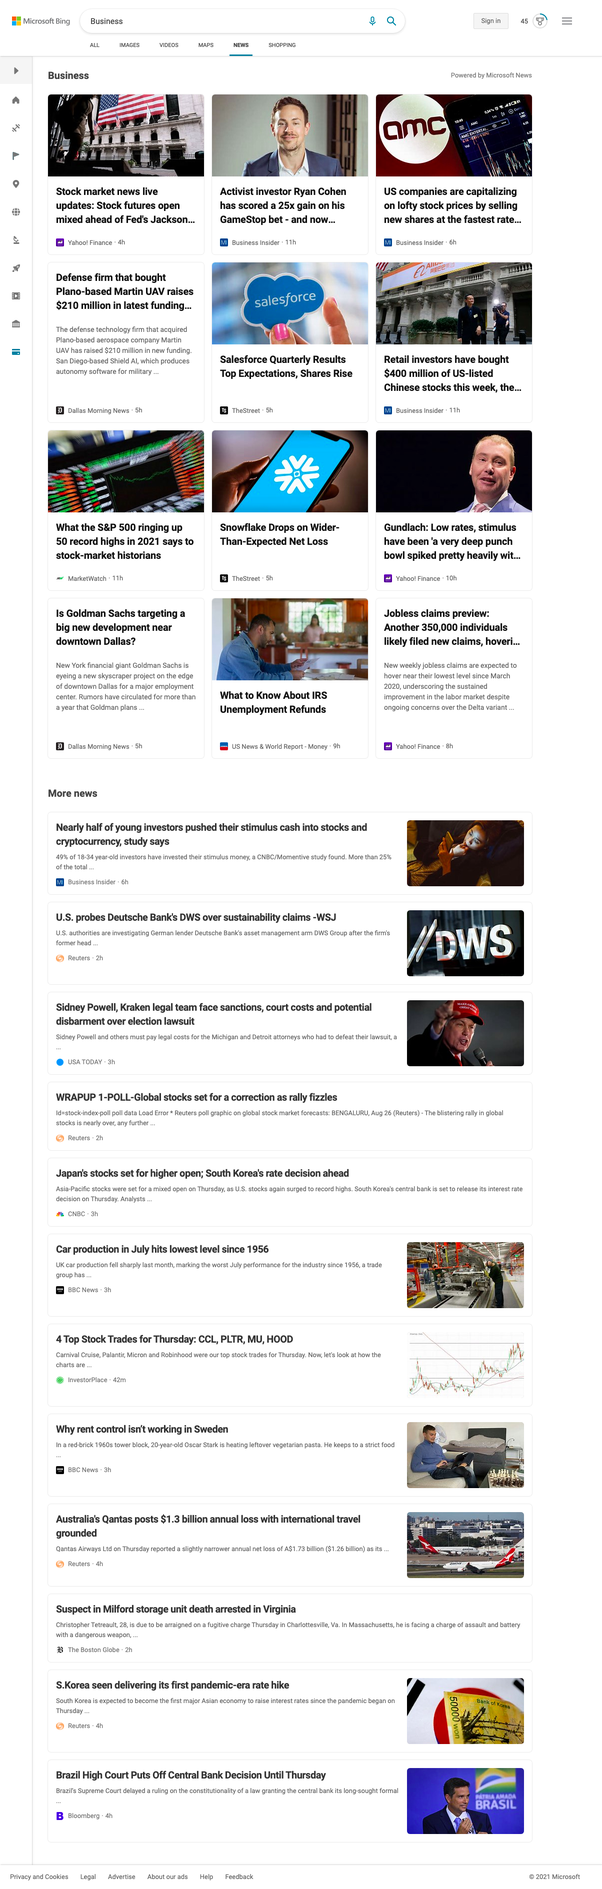 Microsoft Bing
Business
Sign in
45
ALL IMAGES VIDEOS MAPS NEWS SHOPPING
Business
Powered by Microsoft News
Stock market news live
updates: Stock futures open
mixed ahead of Fed's Jackson...
Yahoo! Finance · 4h
Activist investor Ryan Cohen
has scored a 25x gain on his
GameStop bet - and now...
Business Insider · 11h
amc
US companies are capitalizing
on lofty stock prices by selling
new shares at the fastest rate...
Business Insider · 6h
Defense firm that bought
Plano-based Martin UAV raises
$210 million in latest funding...
The defense technology firm that acquired
Plano-based aerospace company Martin
UAV has raised $210 million in new funding.
San Diego-based Shield AI, which produces
autonomy software for military ...
Dallas Morning News · 5h
salesforce
Salesforce Quarterly Results
Top Expectations, Shares Rise
TheStreet · 5h
Retail investors have bought
$400 million of US-listed
Chinese stocks this week, the...
Business Insider · 11h
What the S&P 500 ringing up
50 record highs in 2021 says to
stock-market historians
MarketWatch · 11h
Snowflake Drops on Wider-
Than-Expected Net Loss
TheStreet · 5h
Gundlach: Low rates, stimulus
have been 'a very deep punch
bowl spiked pretty heavily wit...
Yahoo! Finance · 10h
Is Goldman Sachs targeting a
big new development near
downtown Dallas?
New York financial giant Goldman Sachs is
eyeing a new skyscraper project on the edge
of downtown Dallas for a major employment
center. Rumors have circulated for more than
a year that Goldman plans ...
Dallas Morning News · 5h
What to Know About IRS
Unemployment Refunds
US News & World Report - Money · 9h
Jobless claims preview:
Another 350,000 individuals
likely filed new claims, hoveri...
New weekly jobless claims are expected to
hover near their lowest level since March
2020, underscoring the sustained
improvement in the labor market despite
ongoing concerns over the Delta variant ...
Yahoo! Finance · 8h
More news
Nearly half of young investors pushed their stimulus cash into stocks and
cryptocurrency, study says
49% of 18-34 year-old investors have invested their stimulus money, a CNBC/Momentive study found. More than 25%
of the total ...
Business Insider · 6h
U.S. probes Deutsche Bank's DWS over sustainability claims -WSJ
U.S. authorities are investigating German lender Deutsche Bank's asset management arm DWS Group after the firm's
former head ...
Reuters · 2h
//DWS
Sidney Powell, Kraken legal team face sanctions, court costs and potential
disbarment over election lawsuit
Sidney Powell and others must pay legal costs for the Michigan and Detroit attorneys who had to defeat their lawsuit, a
...
USA TODAY · 3h
WRAPUP 1-POLL-Global stocks set for a correction as rally fizzles
Id=stock-index-poll poll data Load Error * Reuters poll graphic on global stock market forecasts: BENGALURU, Aug 26 (Reuters) - The blistering rally in global
stocks is nearly over, any further ...
Reuters · 2h
Japan's stocks set for higher open; South Korea's rate decision ahead
Asia-Pacific stocks were set for a mixed open on Thursday, as U.S. stocks again surged to record highs. South Korea's central bank is set to release its interest rate
decision on Thursday. Analysts ...
CNBC · 3h
Car production in July hits lowest level since 1956
UK car production fell sharply last month, marking the worst July performance for the industry since 1956, a trade
group has ...
BBC News · 3h
4 Top Stock Trades for Thursday: CCL, PLTR, MU, HOOD
Carnival Cruise, Palantir, Micron and Robinhood were our top stock trades for Thursday. Now, let's look at how the
charts are ...
InvestorPlace · 42m
Why rent control isn't working in Sweden
In a red-brick 1960s tower block, 20-year-old Oscar Stark is heating leftover vegetarian pasta. He keeps to a strict food
...
BBC News · 3h
Australia's Qantas posts $1.3 billion annual loss with international travel
grounded
Qantas Airways Ltd on Thursday reported a slightly narrower annual net loss of A$1.73 billion ($1.26 billion) as its ...
Reuters · 4h
Suspect in Milford storage unit death arrested in Virginia
Christopher Tetreault, 28, is due to be arraigned on a fugitive charge Thursday in Charlottesville, Va. In Massachusetts, he is facing a charge of assault and battery
with a dangerous weapon, ...
The Boston Globe · 2h
S.Korea seen delivering its first pandemic-era rate hike
South Korea is expected to become the first major Asian economy to raise interest rates since the pandemic began on
Thursday ...
Reuters · 4h
Bank of Korea
50000 won
Brazil High Court Puts Off Central Bank Decision Until Thursday
Brazil's Supreme Court delayed a ruling on the constitutionality of a law granting the central bank its long-sought formal
...
Bloomberg · 4h
PÁTRIA AMADA
BRASIL
Privacy and Cookies Legal Advertise About our ads Help Feedback
© 2021 Microsoft